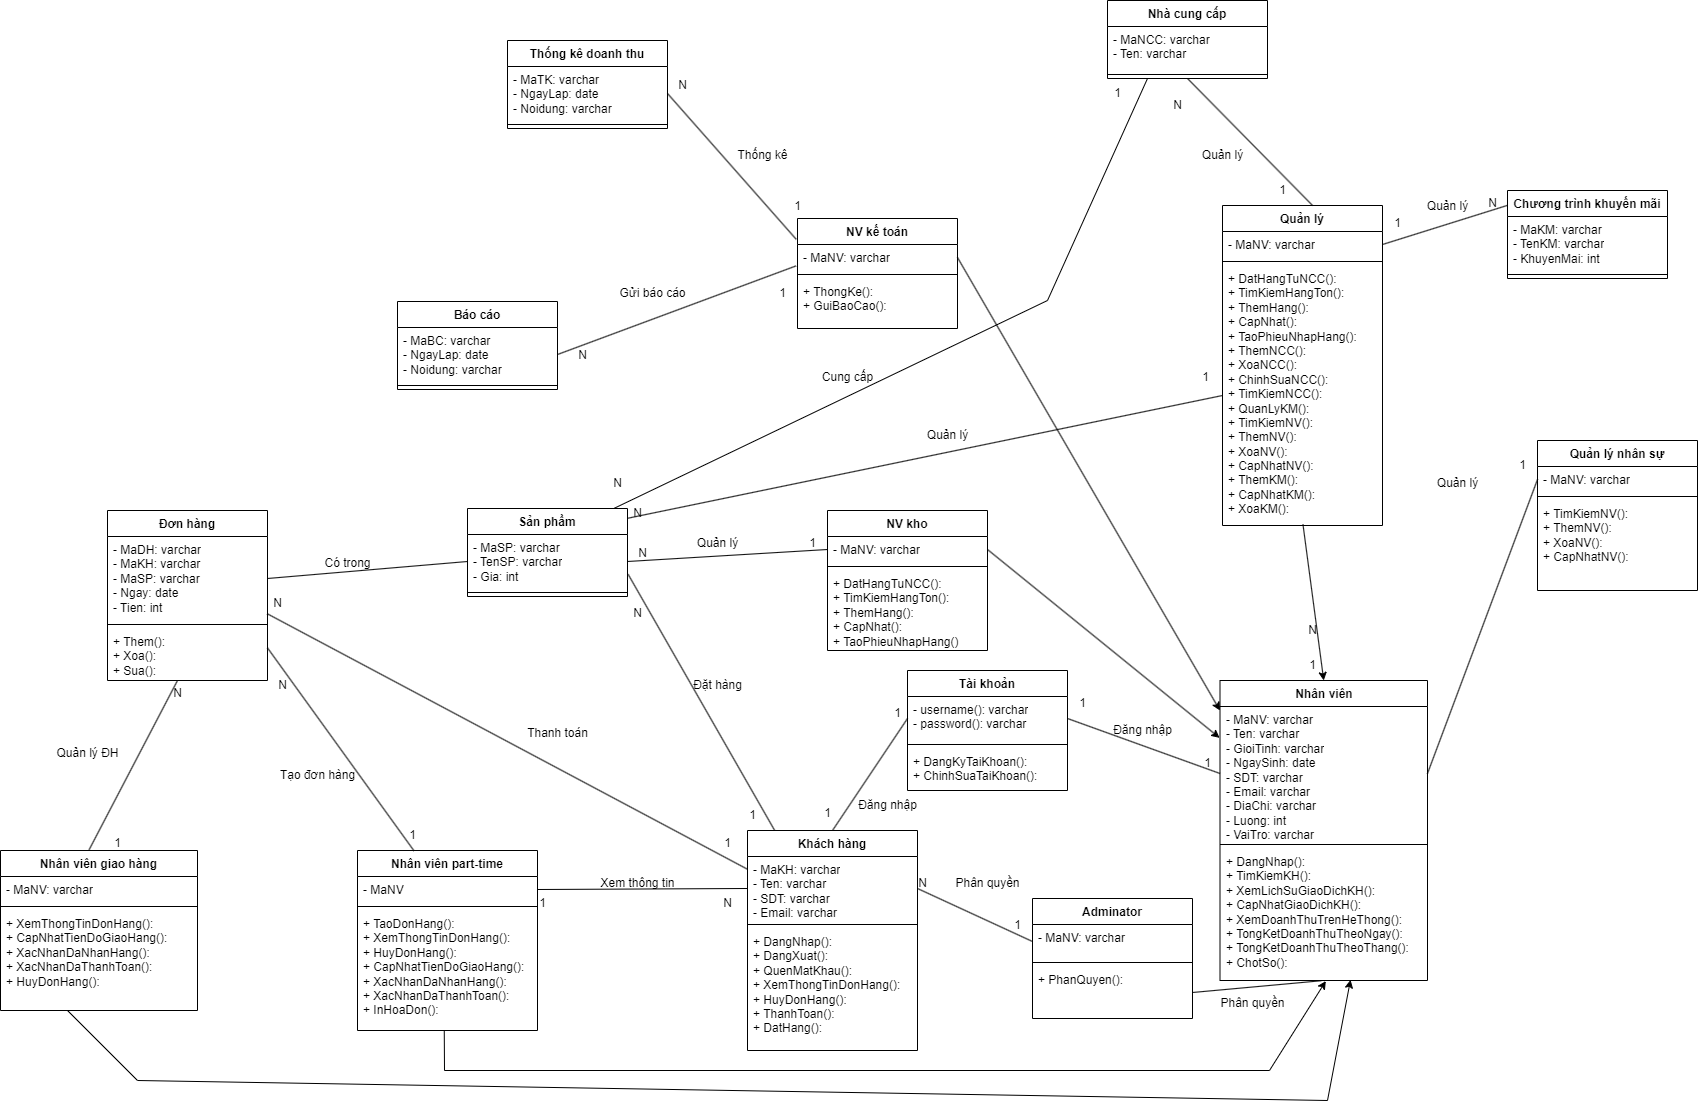 Nhà cung cấp
- MaNCC: varchar
- Ten: varchar
Thống kê doanh thu
- MaTK: varchar
- NgayLap: date
- Noidung: varchar
N
1
N
Thống kê
Quản lý
1
1
Quản lý
N
1
Chương trình khuyến mãi
- MaKM: varchar
- TenKM: varchar
- KhuyenMai: int
NV kế toán
- MaNV: varchar
+ ThongKe():
+ GuiBaoCao():
Quản lý
- MaNV: varchar
+ DatHangTuNCC():
+ TimKiemHangTon():
+ ThemHang():
+ CapNhat():
+ TaoPhieuNhapHang():
+ ThemNCC():
+ XoaNCC():
+ ChinhSuaNCC():
+ TimKiemNCC():
+ QuanLyKM():
+ TimKiemNV():
+ ThemNV():
+ XoaNV():
+ CapNhatNV():
+ ThemKM():
+ CapNhatKM():
+ XoaKM():
Gửi báo cáo
1
N
Báo cáo
- MaBC: varchar
- NgayLap: date
- Noidung: varchar
Cung cấp
1
Quản lý
N
N
Quản lý
1
Quản lý nhân sự
- MaNV: varchar
+ TimKiemNV():
+ ThemNV():
+ XoaNV():
+ CapNhatNV():
Đơn hàng
- MaDH: varchar
- MaKH: varchar
- MaSP: varchar
- Ngay: date
- Tien: int
+ Them():
+ Xoa():
+ Sua():
Có trong
Sản phẩm
- MaSP: varchar
- TenSP: varchar
- Gia: int
N
Quản lý
1
NV kho
- MaNV: varchar
+ DatHangTuNCC():
+ TimKiemHangTon():
+ ThemHang():
+ CapNhat():
+ TaoPhieuNhapHang()
N
N
N
1
N
N
Đặt hàng
Thanh toán
Quản lý ĐH
Tạo đơn hàng
Tài khoản
- username(): varchar
- password(): varchar
+ DangKyTaiKhoan():
+ ChinhSuaTaiKhoan():
1
1
Đăng nhập
1
Nhân viên
- MaNV: varchar
- Ten: varchar
- GioiTinh: varchar
- NgaySinh: date
- SDT: varchar
- Email: varchar
- DiaChi: varchar
- Luong: int
- VaiTro: varchar
+ DangNhap():
+ TimKiemKH():
+ XemLichSuGiaoDichKH():
+ CapNhatGiaoDichKH():
+ XemDoanhThuTrenHeThong():
+ TongKetDoanhThuTheoNgay():
+ TongKetDoanhThuTheoThang():
+ ChotSo():
1
1
Đăng nhập
1
1
1
Nhân viên giao hàng
- MaNV: varchar
+ XemThongTinDonHang():
+ CapNhatTienDoGiaoHang():
+ XacNhanDaNhanHang():
+ XacNhanDaThanhToan():
+ HuyDonHang():
Nhân viên part-time
- MaNV
+ TaoDonHang():
+ XemThongTinDonHang():
+ HuyDonHang():
+ CapNhatTienDoGiaoHang():
+ XacNhanDaNhanHang():
+ XacNhanDaThanhToan():
+ InHoaDon():
Xem thông tin
1
N
Khách hàng
- MaKH: varchar
- Ten: varchar
- SDT: varchar
- Email: varchar
+ DangNhap():
+ DangXuat():
+ QuenMatKhau():
+ XemThongTinDonHang():
+ HuyDonHang():
+ ThanhToan():
+ DatHang():
N
Phân quyền
1
Adminator
- MaNV: varchar
+ PhanQuyen():
Phân quyền